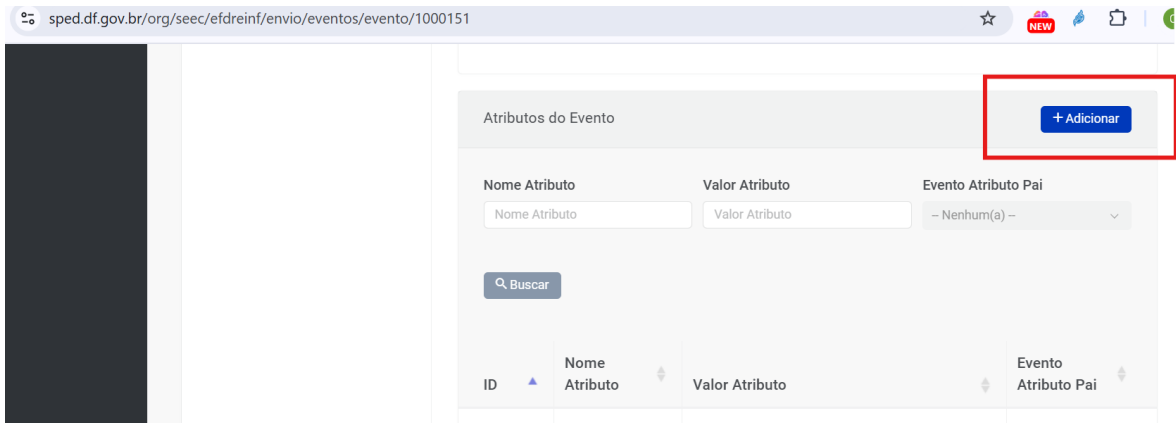 sped.df.gov.br/org/seec/efdreinf/envio/eventos/evento/1000151
NEW
Atributos do Evento
+ Adicionar
Nome Atributo Valor Atributo Evento Atributo Pai
Nome Atributo Valor Atributo -- Nenhum(a) --
Buscar
ID Nome Atributo Valor Atributo Evento Atributo Pai